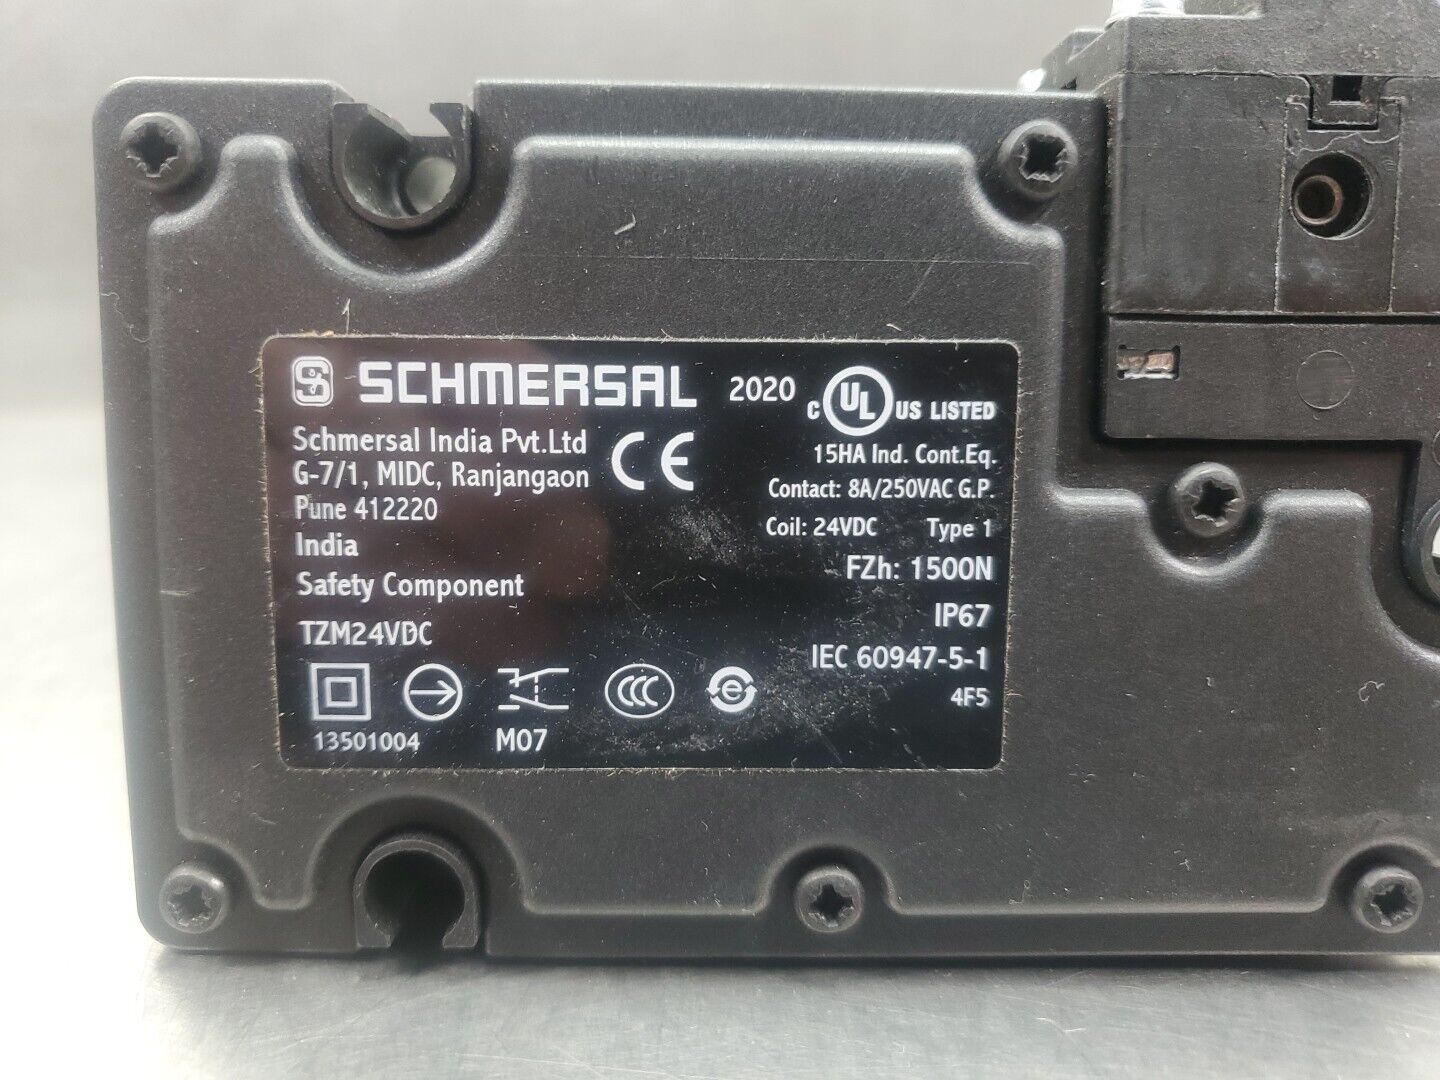 S SCHMERSAL 2020 C UL US LISTED
Schmersal India Pvt.Ltd CE
G-7/1, MIDC, Ranjangaon
Pune 412220
India
Safety Component
TZM24VDC
15HA Ind. Cont.Eq.
Contact: 8A/250VAC G.P.
Coil: 24VDC Type 1
FZh: 1500N
IP67
IEC 60947-5-1
4F5
CCC e
13501004 M07